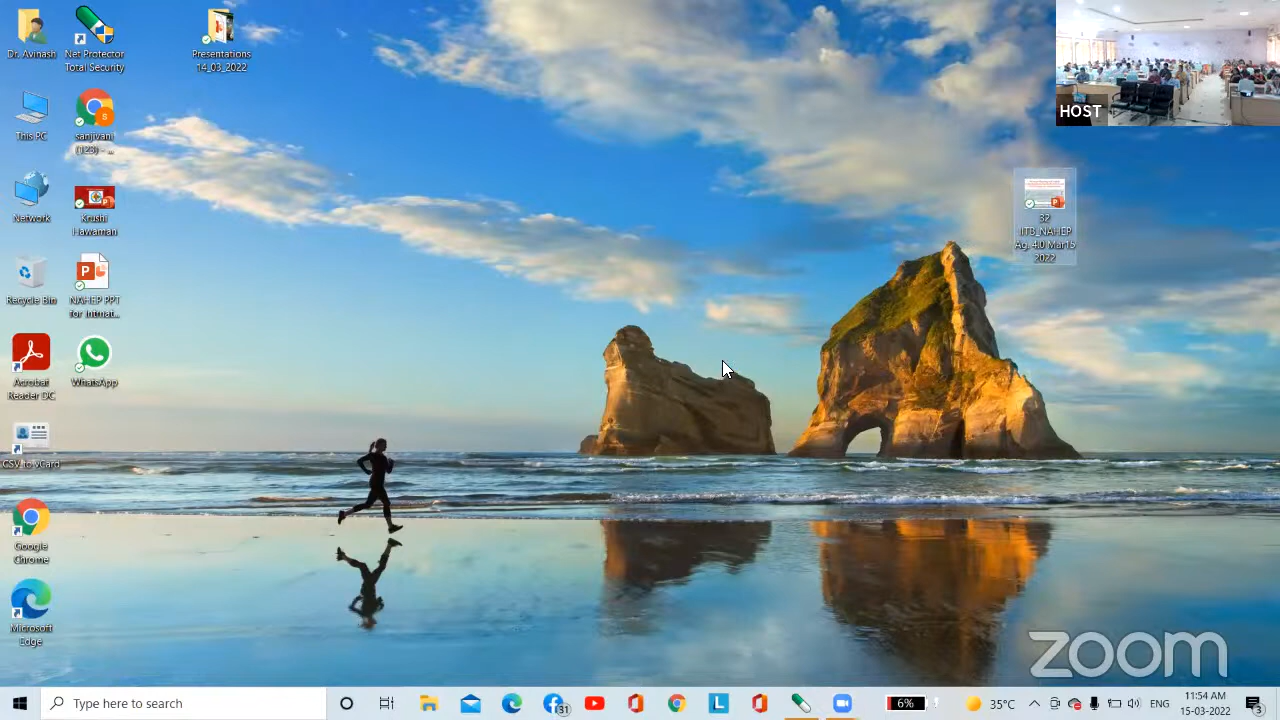 Dr. Avinash
Net Protector
Total Security
Presentations
14_03_2022
This PC
sanjivani
(123) - ...
Network
Krushi
Hawaman
Recycle Bin
NAHEP PPT
for Intrnat...
Acrobat
Reader DC
WhatsApp
CSV to vCard
Google
Chrome
Microsoft
Edge
HOST
32
ITB_NAHEP
Ag. 4.0 Mar15
2022
zoom
Type here to search
31
6%
35°C
ENG
11:54 AM
15-03-2022
3